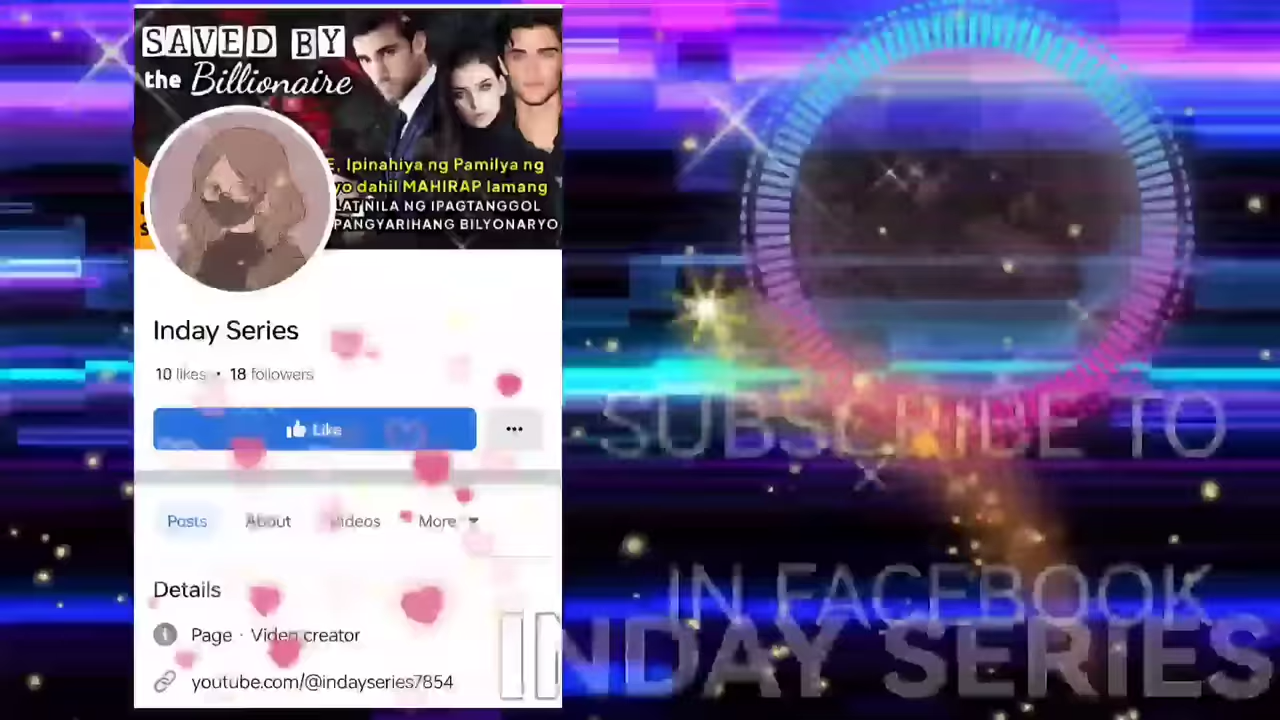 SAVED BY
the Billionaire
E, Ipinahiya ng Pamilya ng
yo dahil MAHIRAP lamang
NILA NG IPAGTANGGOL
PANGYARIHANG BILYONARYO
Inday Series
10 likes • 18 followers
Like
Posts About Videos More
Details
Page · Video creator
youtube.com/@indayseries7854
SUBSCRIBE TO
IN FACEBOOK
INDAY SERIES